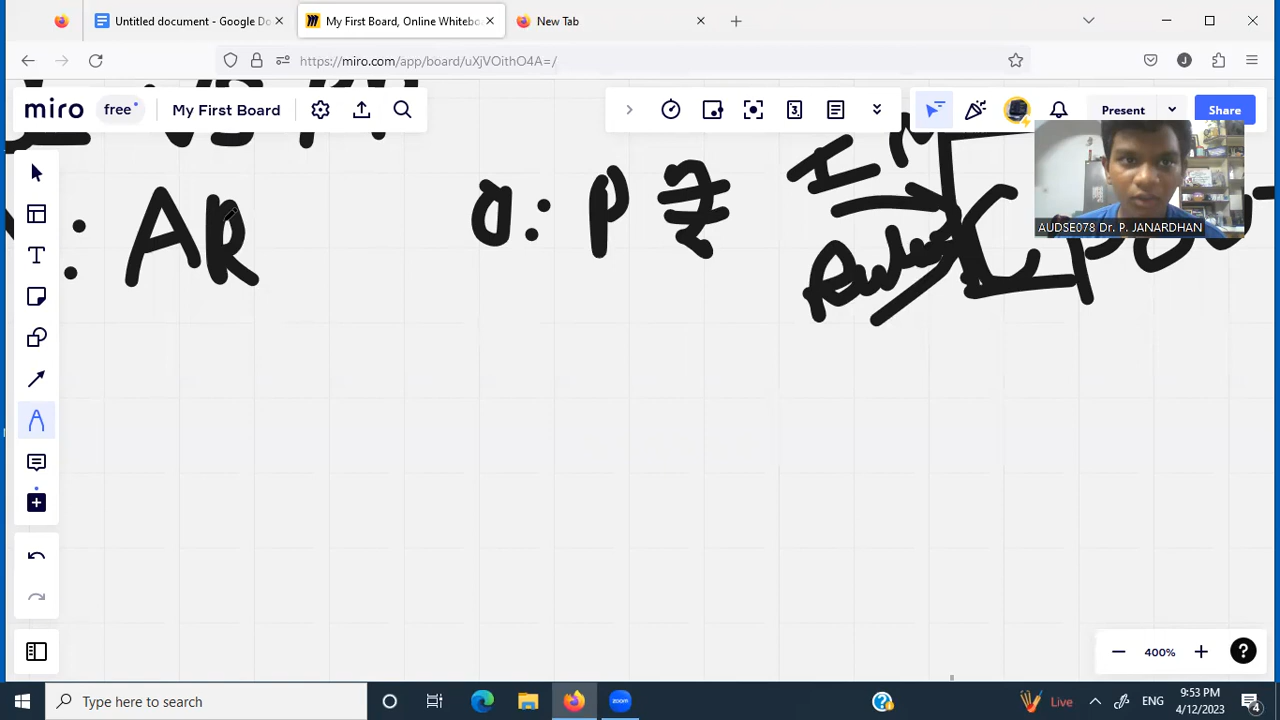 Untitled document - Google Do
My First Board, Online Whitebo
New Tab
https://miro.com/app/board/uXjVOithO4A=/
miro free My First Board
Present Share
AUDSE078 Dr. P. JANARDHAN
: AR
0: P
400%
Type here to search
Live
ENG
9:53 PM
4/12/2023
4